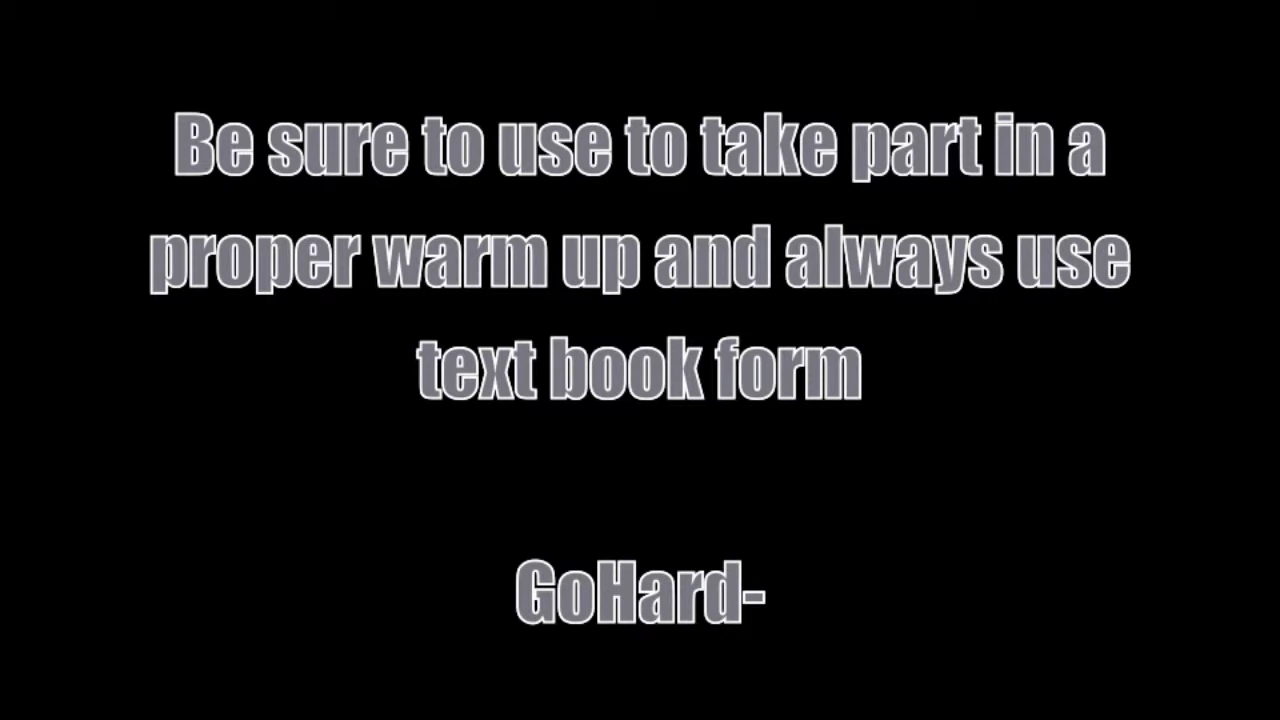 Be sure to use to take part in a
proper warm up and always use
text book form
GoHard-